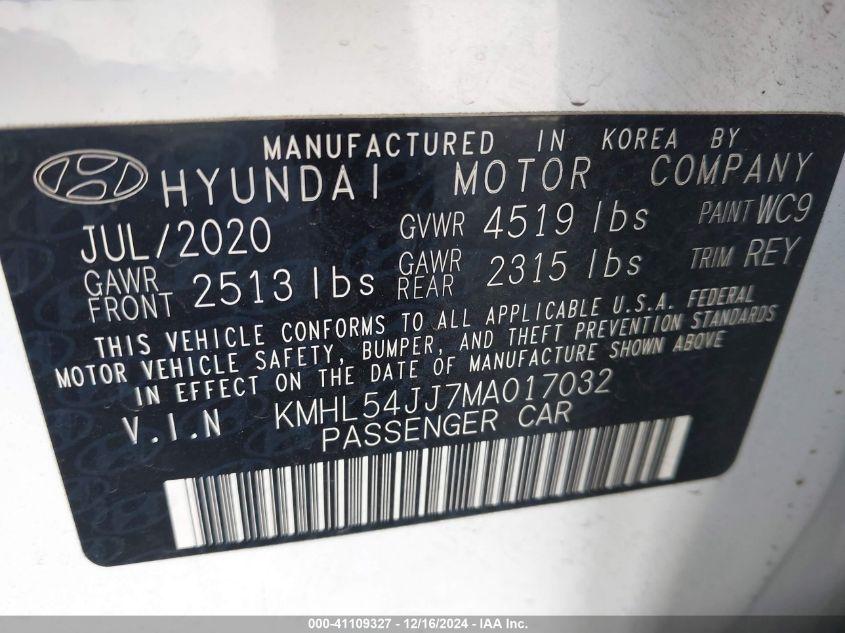 MANUFACTURED IN KOREA BY
HYUNDAI MOTOR COMPANY
JUL/2020 GVWR 4519 lbs PAINT WC9
GAWR FRONT 2513 lbs GAWR REAR 2315 lbs TRIM REY
THIS VEHICLE CONFORMS TO ALL APPLICABLE U.S.A. FEDERAL
MOTOR VEHICLE SAFETY, BUMPER, AND THEFT PREVENTION STANDARDS
IN EFFECT ON THE DATE OF MANUFACTURE SHOWN ABOVE
V.I.N KMHL54JJ7MA017032
PASSENGER CAR
000-41109327 - 12/16/2024 - IAA Inc.